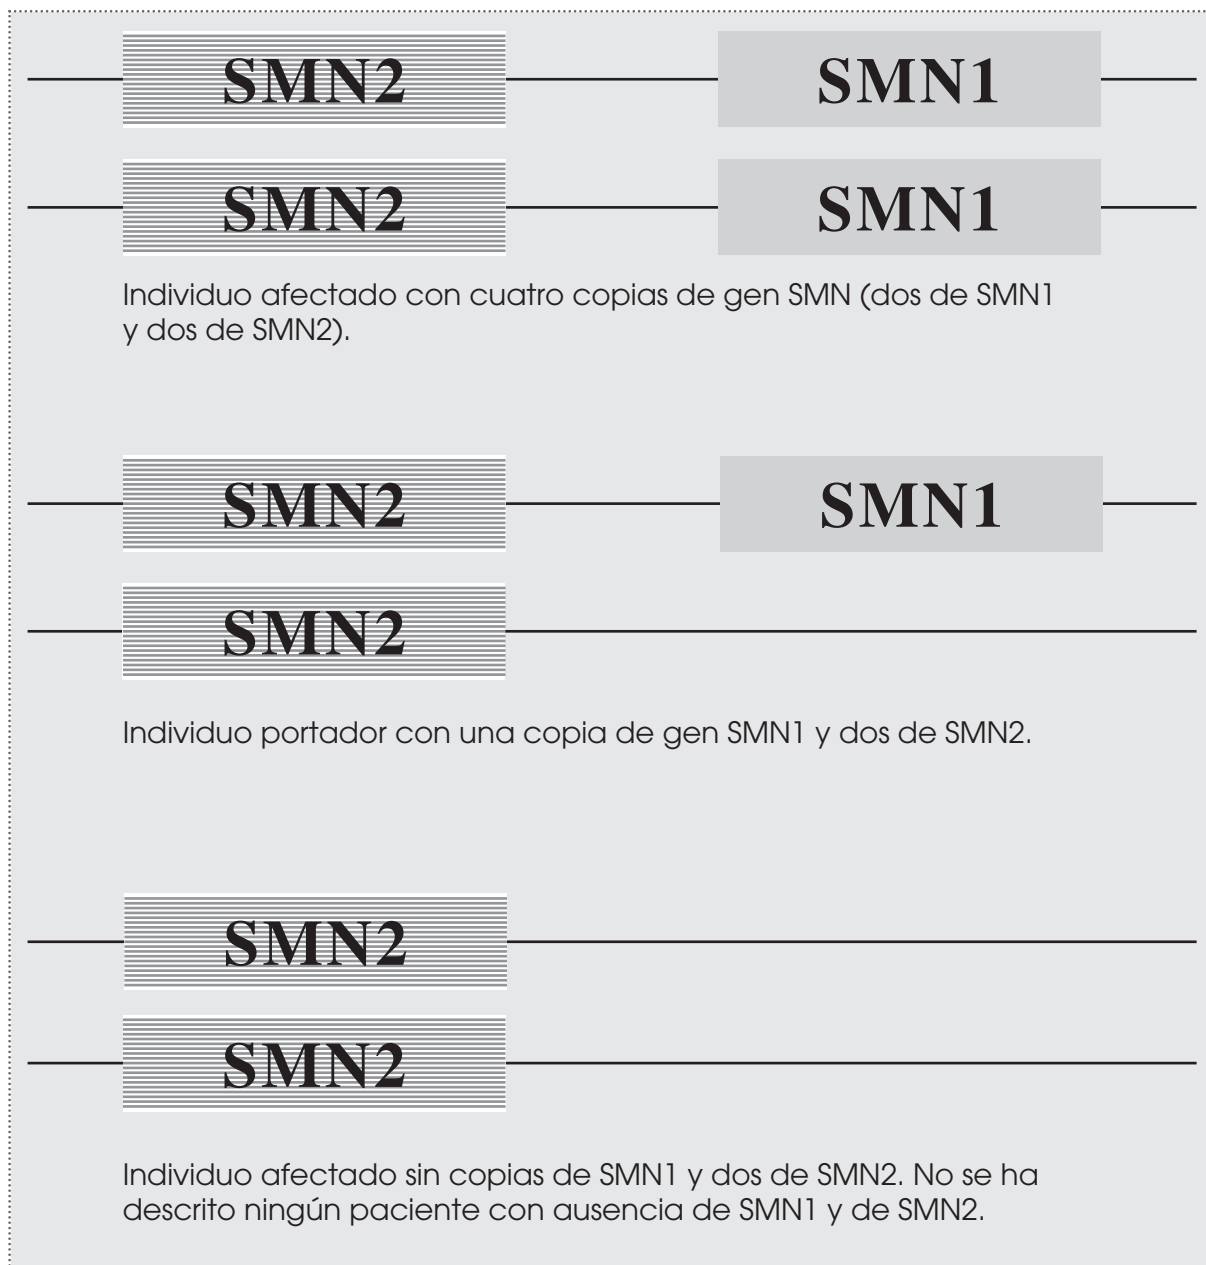 SMN2 SMN1
SMN2 SMN1
Individuo afectado con cuatro copias de gen SMN (dos de SMN1
y dos de SMN2).
SMN2 SMN1
SMN2
Individuo portador con una copia de gen SMN1 y dos de SMN2.
SMN2
SMN2
Individuo afectado sin copias de SMN1 y dos de SMN2. No se ha
descrito ningún paciente con ausencia de SMN1 y de SMN2.